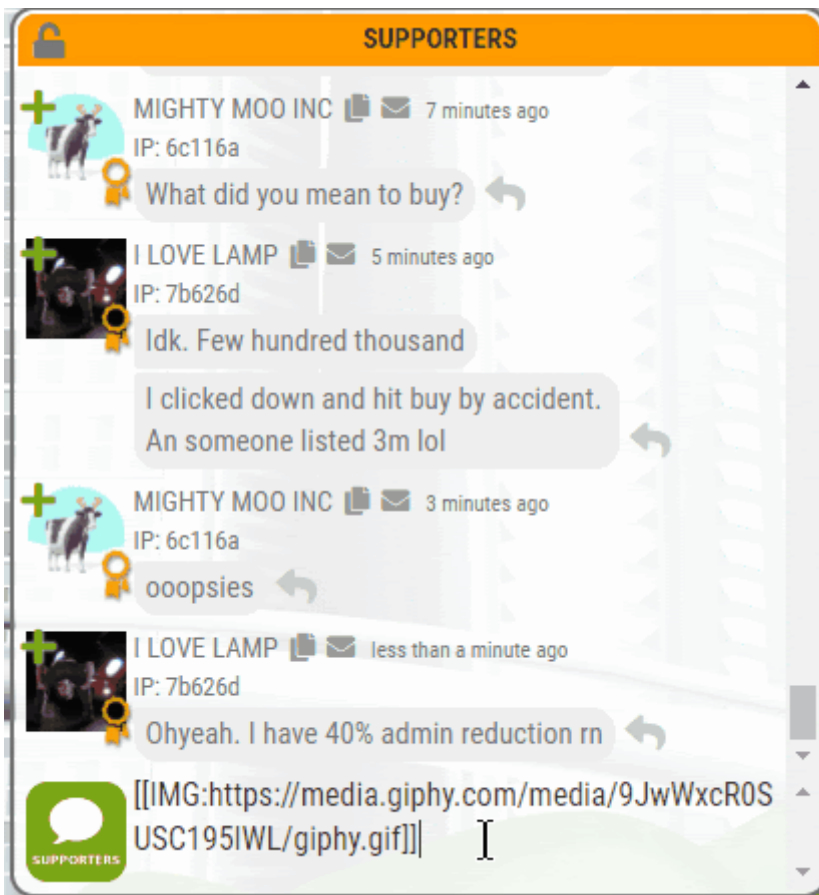 SUPPORTERS
MIGHTY MOO INC 7 minutes ago
IP: 6c116a
What did you mean to buy?
I LOVE LAMP 5 minutes ago
IP: 7b626d
Idk. Few hundred thousand
I clicked down and hit buy by accident.
An someone listed 3m lol
MIGHTY MOO INC 3 minutes ago
IP: 6c116a
ooopsies
I LOVE LAMP less than a minute ago
IP: 7b626d
Ohyeah. I have 40% admin reduction rn
[[IMG:https://media.giphy.com/media/9JwWxcR0S
USC195IWL/giphy.gif]]
SUPPORTERS